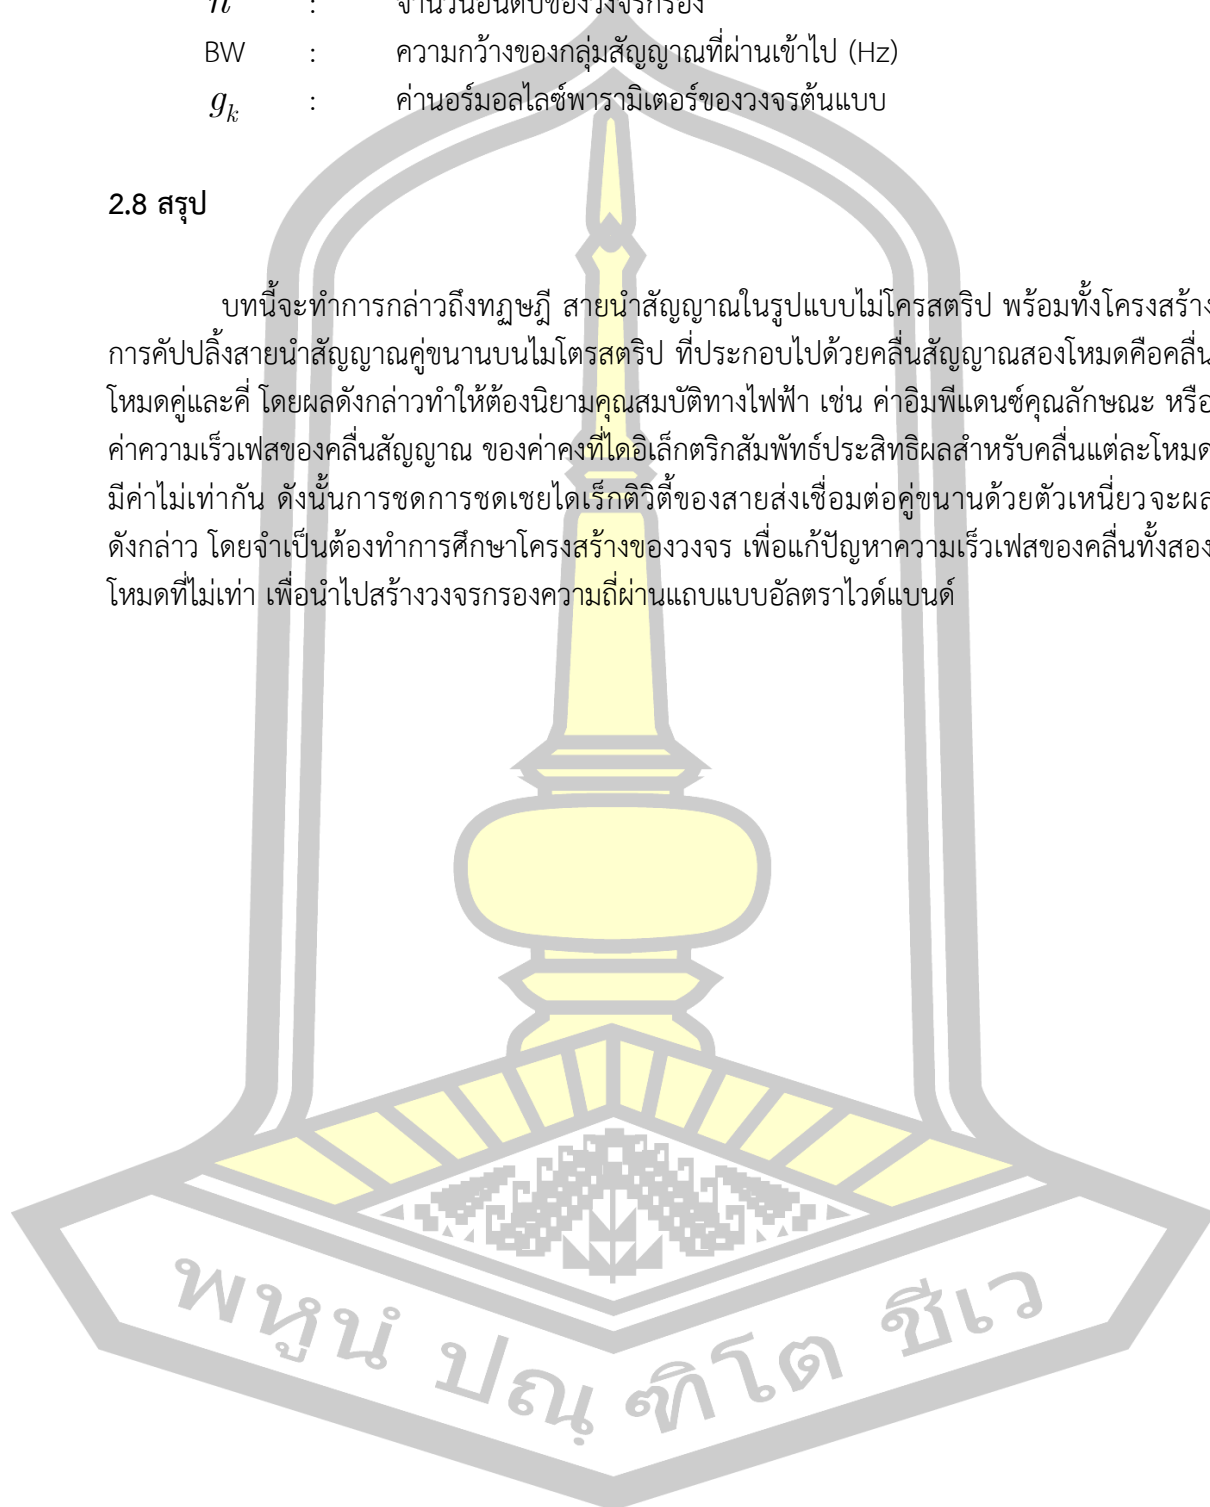 n : จำนวนอันดับของวงจรกรอง
BW : ความกว้างของกลุ่มสัญญาณที่ผ่านเข้าไป (Hz)
g_k : ค่านอร์มอลไลซ์พารามิเตอร์ของวงจรต้นแบบ
2.8 สรุป
บทนี้จะทำการกล่าวถึงทฏษฎี สายนำสัญญาณในรูปแบบไม่โครสตริป พร้อมทั้งโครงสร้าง
การคัปปลิ้งสายนำสัญญาณคู่ขนานบนไมโตรสตริป ที่ประกอบไปด้วยคลื่นสัญญาณสองโหมดคือคลื่น
โหมดคู่และคี่ โดยผลดังกล่าวทำให้ต้องนิยามคุณสมบัติทางไฟฟ้า เช่น ค่าอิมพีแดนซ์คุณลักษณะ หรือ
ค่าความเร็วเฟสของคลื่นสัญญาณ ของค่าคงที่ไดอิเล็กตริกสัมพัทธ์ประสิทธิผลสำหรับคลื่นแต่ละโหมด
มีค่าไม่เท่ากัน ดังนั้นการชดการชดเชยไดเร็กติวิตี้ของสายส่งเชื่อมต่อคู่ขนานด้วยตัวเหนี่ยวจะผล
ดังกล่าว โดยจำเป็นต้องทำการศึกษาโครงสร้างของวงจร เพื่อแก้ปัญหาความเร็วเฟสของคลื่นทั้งสอง
โหมดที่ไม่เท่า เพื่อนำไปสร้างวงจรกรองความถี่ผ่านแถบแบบอัลตราไวด์แบนด์
พหูนํ ปณฺฑิโต ชีเว